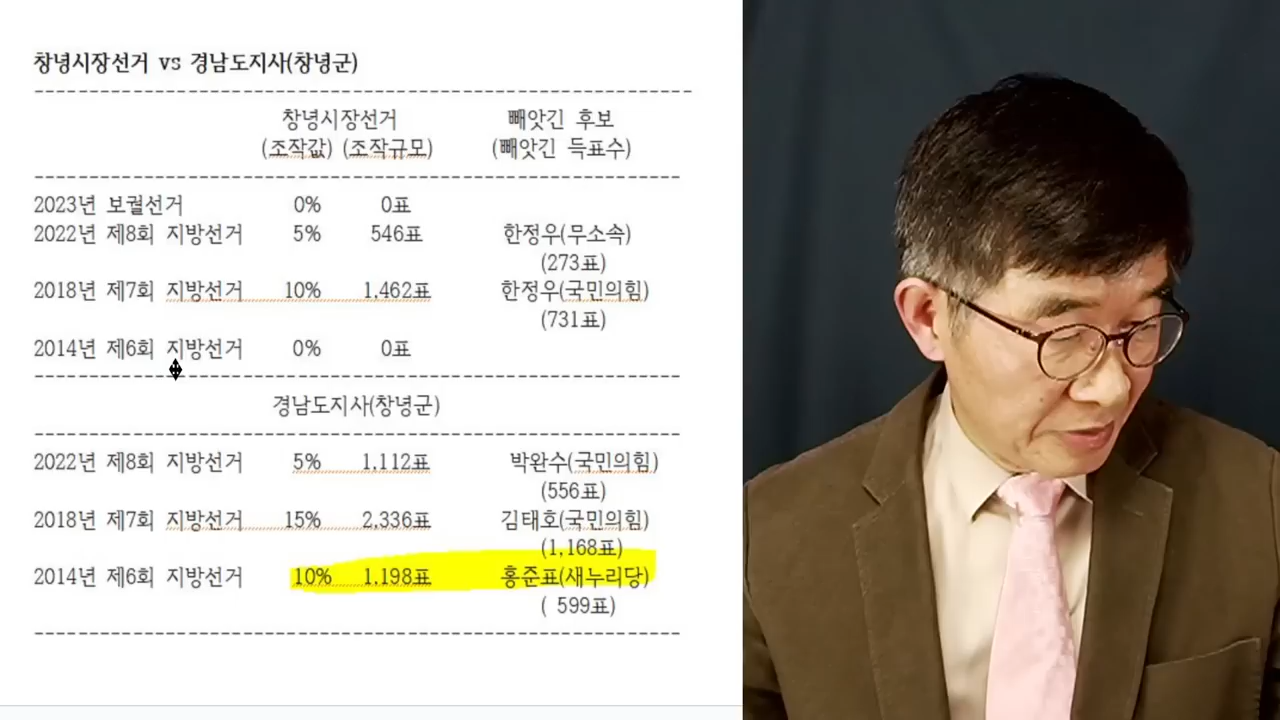 창녕시장선거 vs 경남도지사(창녕군)
창녕시장선거 빼앗긴 후보
(조작값) (조작규모) (빼앗긴 득표수)
2023년 보궐선거 0% 0표
2022년 제8회 지방선거 5% 546표 한정우(무소속)
(273표)
2018년 제7회 지방선거 10% 1,462표 한정우(국민의힘)
(731표)
2014년 제6회 지방선거 0% 0표
경남도지사(창녕군)
2022년 제8회 지방선거 5% 1,112표 박완수(국민의힘)
(556표)
2018년 제7회 지방선거 15% 2,336표 김태호(국민의힘)
(1,168표)
2014년 제6회 지방선거 10% 1,198표 홍준표(새누리당)
( 599표)